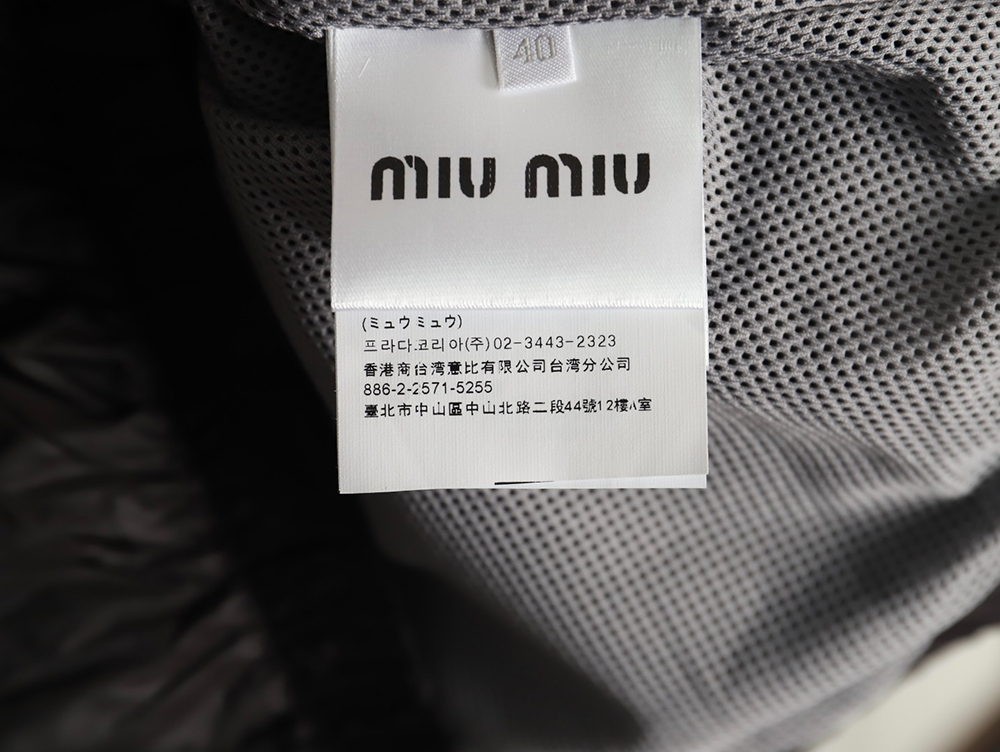 40
miu miu
(ミュウミュウ)
프라다코리아(주)02-3443-2323
香港商台湾意比有限公司台湾分公司
886-2-2571-5255
臺北市中山區中山北路二段44號12樓A室